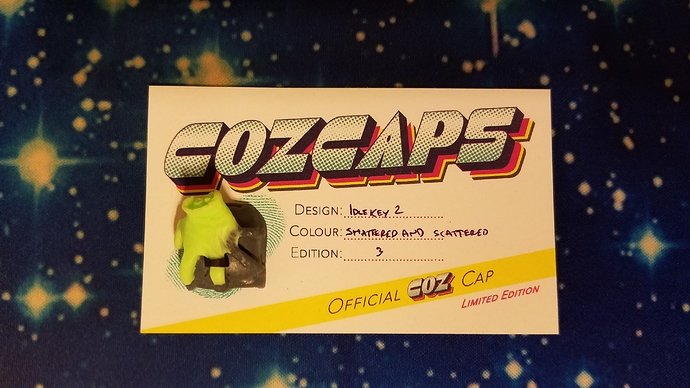 COZCAPS
DESIGN: IDLEKEY 2
COLOUR: SHATTERED AND SCATTERED
EDITION: 3
OFFICIAL COZ CAP
LIMITED EDITION